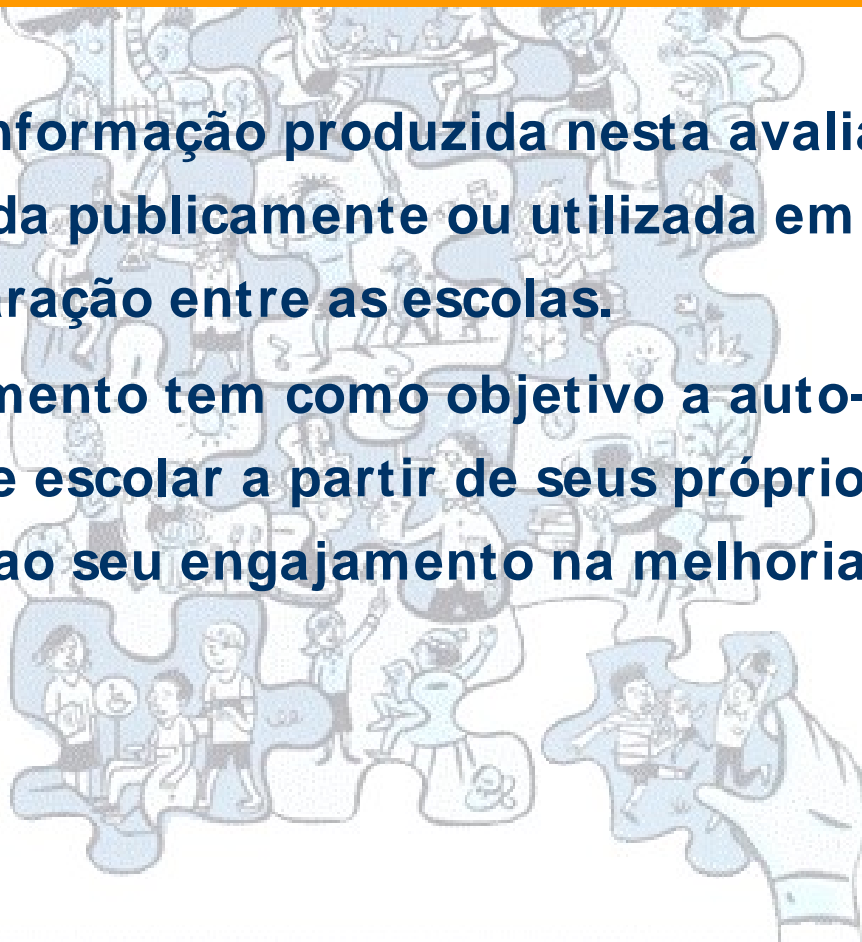 nformação produzida nesta avalia
da publicamente ou utilizada em
ração entre as escolas.
mento tem como objetivo a auto-
e escolar a partir de seus próprio
ao seu engajamento na melhoria